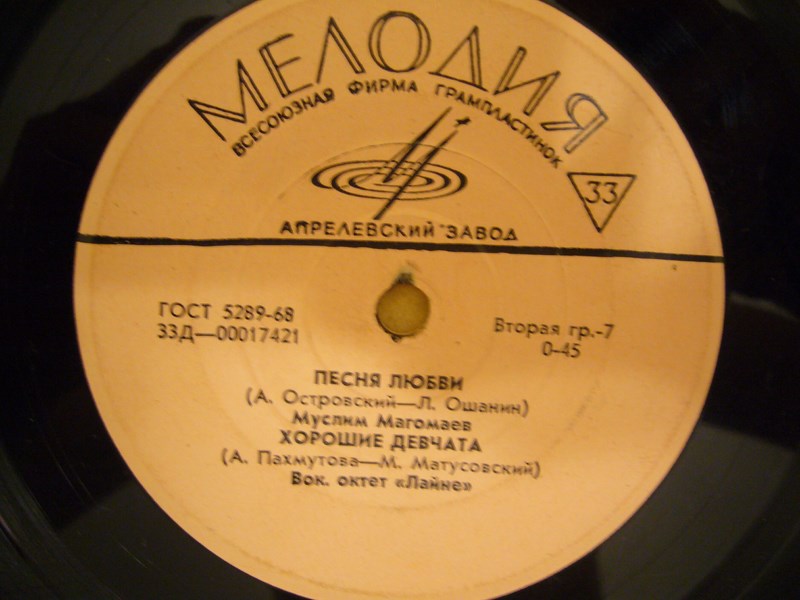 МЕЛОДИЯ
ВСЕСОЮЗНАЯ ФИРМА ГРАМПЛАСТИНОК
33
АПРЕЛЕВСКИЙ ЗАВОД
ГОСТ 5289-68
33Д—00017421
Вторая гр.-7
0-45
ПЕСНЯ ЛЮБВИ
(А. Островский—Л. Ошанин)
Муслим Магомаев
ХОРОШИЕ ДЕВЧАТА
(А. Пахмутова—М. Матусовский)
Вок. октет «Лайне»